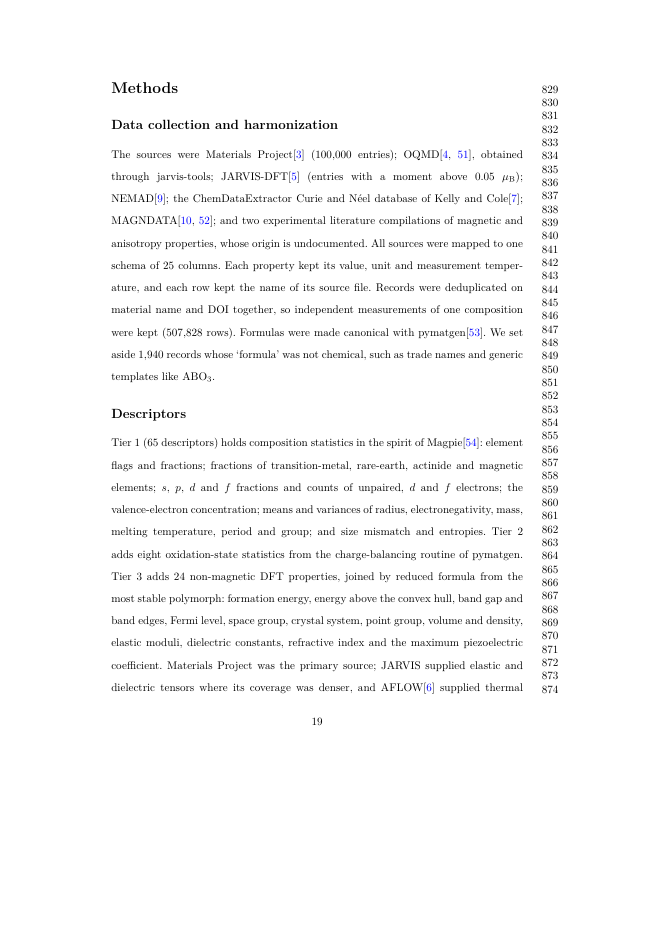 Methods
829
830
Data collection and harmonization
831
832
833
The sources were Materials Project[3] (100,000 entries); OQMD[4, 51], obtained
834
through jarvis-tools; JARVIS-DFT[5] (entries with a moment above 0.05 μB);
835
836
NEMAD[9]; the ChemDataExtractor Curie and Néel database of Kelly and Cole[7];
837
838
MAGNDATA[10, 52]; and two experimental literature compilations of magnetic and
839
840
anisotropy properties, whose origin is undocumented. All sources were mapped to one
841
schema of 25 columns. Each property kept its value, unit and measurement temper-
842
843
ature, and each row kept the name of its source file. Records were deduplicated on
844
material name and DOI together, so independent measurements of one composition
845
846
were kept (507,828 rows). Formulas were made canonical with pymatgen[53]. We set
847
848
aside 1,940 records whose ‘formula’ was not chemical, such as trade names and generic
849
850
templates like ABO3.
851
852
Descriptors
853
854
Tier 1 (65 descriptors) holds composition statistics in the spirit of Magpie[54]: element
855
856
flags and fractions; fractions of transition-metal, rare-earth, actinide and magnetic
857
858
elements; s, p, d and f fractions and counts of unpaired, d and f electrons; the
859
860
valence-electron concentration; means and variances of radius, electronegativity, mass,
861
melting temperature, period and group; and size mismatch and entropies. Tier 2
862
863
adds eight oxidation-state statistics from the charge-balancing routine of pymatgen.
864
865
Tier 3 adds 24 non-magnetic DFT properties, joined by reduced formula from the
866
most stable polymorph: formation energy, energy above the convex hull, band gap and
867
868
band edges, Fermi level, space group, crystal system, point group, volume and density,
869
elastic moduli, dielectric constants, refractive index and the maximum piezoelectric
870
871
coefficient. Materials Project was the primary source; JARVIS supplied elastic and
872
873
dielectric tensors where its coverage was denser, and AFLOW[6] supplied thermal
874
19